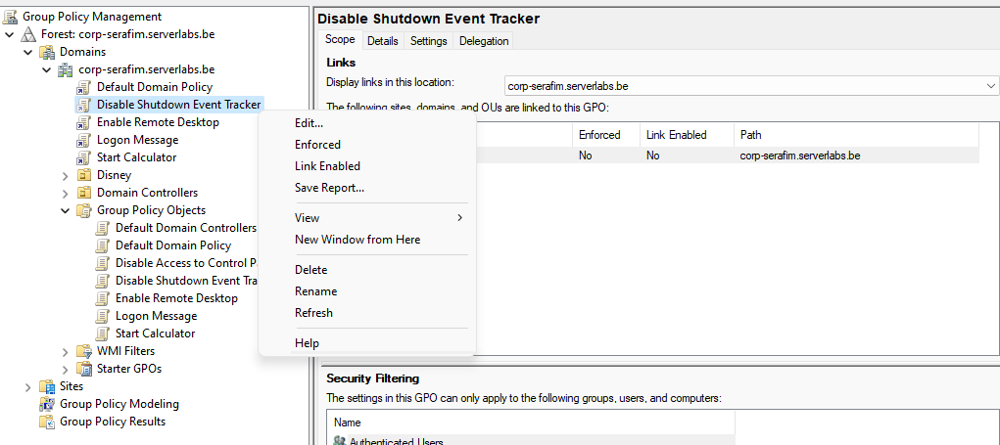 Group Policy Management
Forest: corp-serafim.serverlabs.be
Domains
corp-serafim.serverlabs.be
Default Domain Policy
Disable Shutdown Event Tracker
Enable Remote Desktop
Logon Message
Start Calculator
Disney
Domain Controllers
Group Policy Objects
Default Domain Controllers
Default Domain Policy
Disable Access to Control P
Disable Shutdown Event Tra
Enable Remote Desktop
Logon Message
Start Calculator
WMI Filters
Starter GPOs
Sites
Group Policy Modeling
Group Policy Results
Edit...
Enforced
Link Enabled
Save Report...
View
New Window from Here
Delete
Rename
Refresh
Help
Disable Shutdown Event Tracker
Scope Details Settings Delegation
Links
Display links in this location: corp-serafim.serverlabs.be
The following sites, domains, and OUs are linked to this GPO:
Enforced Link Enabled Path
No No corp-serafim.serverlabs.be
Security Filtering
The settings in this GPO can only apply to the following groups, users, and computers:
Name
Authenticated Users